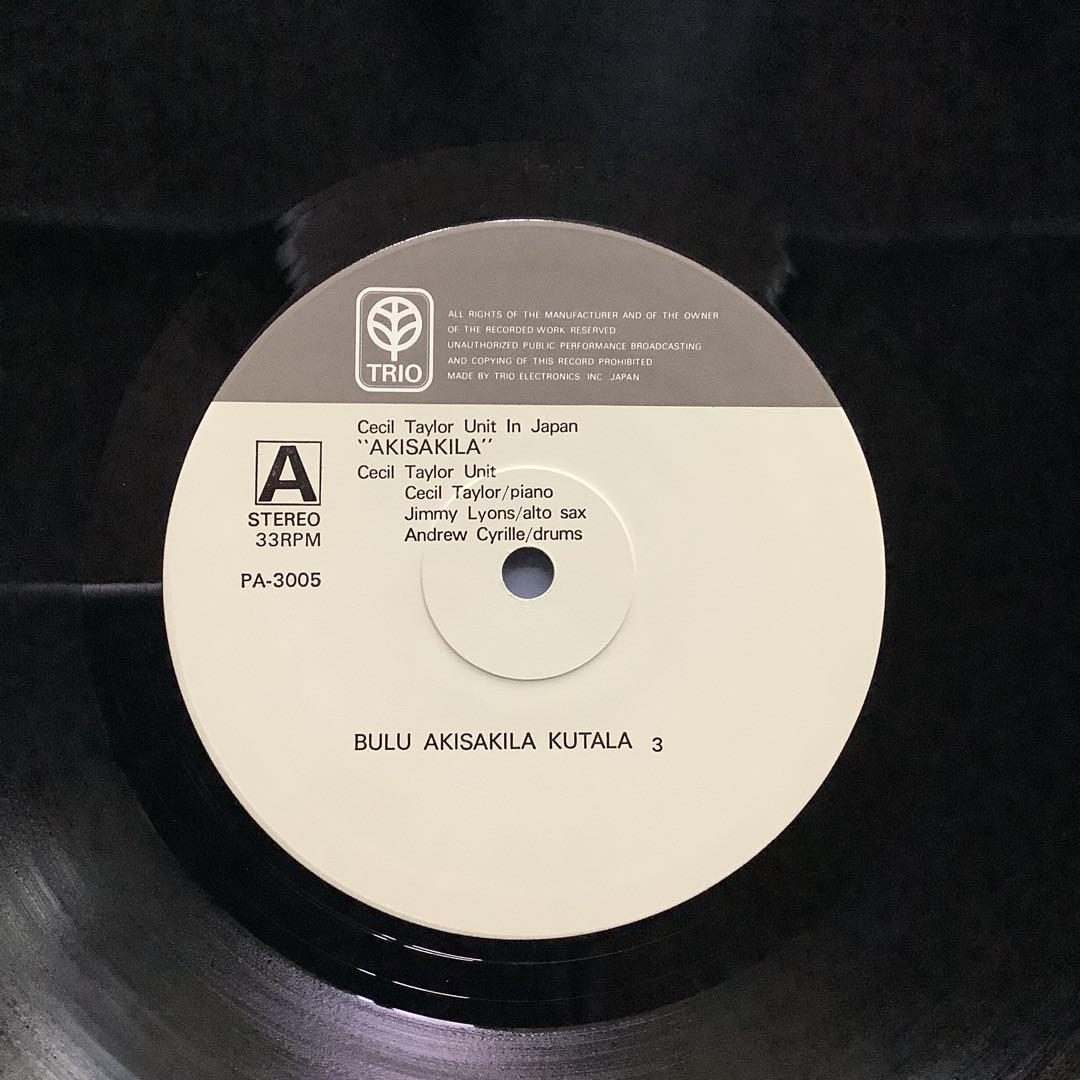 TRIO
ALL RIGHTS OF THE MANUFACTURER AND OF THE OWNER
OF THE RECORDED WORK RESERVED
UNAUTHORIZED PUBLIC PERFORMANCE BROADCASTING
AND COPYING OF THIS RECORD PROHIBITED
MADE BY TRIO ELECTRONICS INC JAPAN
Cecil Taylor Unit In Japan
"AKISAKILA"
Cecil Taylor Unit
Cecil Taylor/piano
Jimmy Lyons/alto sax
Andrew Cyrille/drums
A
STEREO
33RPM
PA-3005
BULU AKISAKILA KUTALA 3